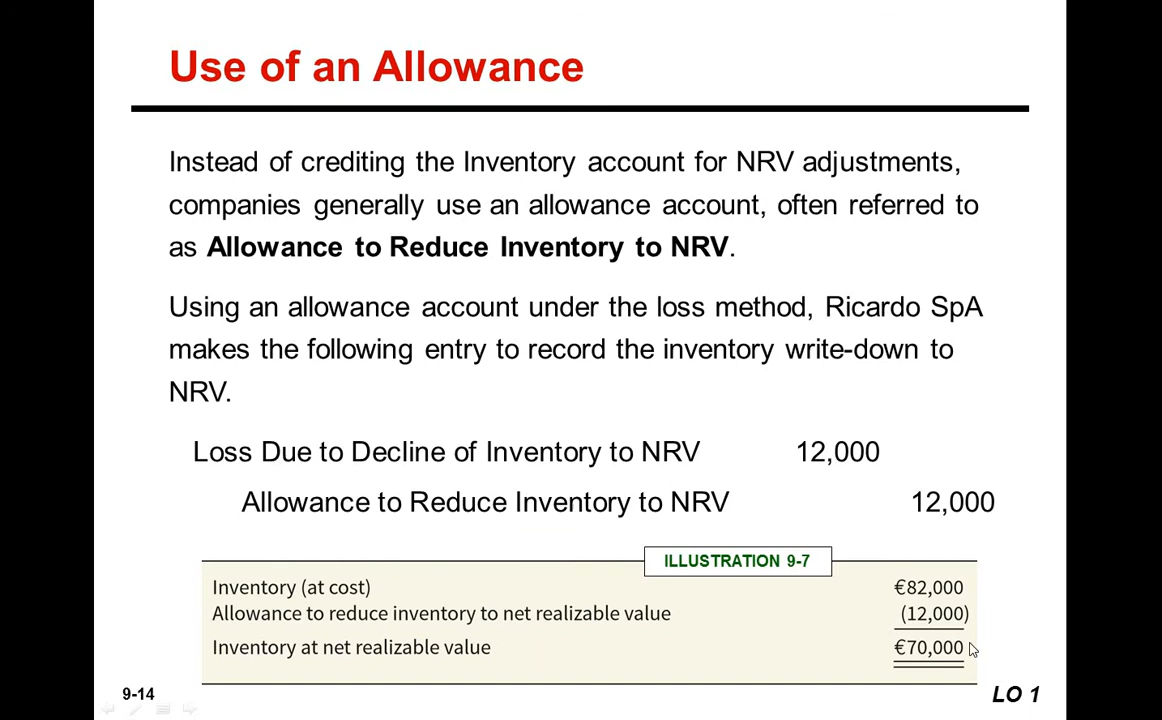 Use of an Allowance
Instead of crediting the Inventory account for NRV adjustments,
companies generally use an allowance account, often referred to
as Allowance to Reduce Inventory to NRV.
Using an allowance account under the loss method, Ricardo SpA
makes the following entry to record the inventory write-down to
NRV.
Loss Due to Decline of Inventory to NRV 12,000
Allowance to Reduce Inventory to NRV 12,000
ILLUSTRATION 9-7
Inventory (at cost) €82,000
Allowance to reduce inventory to net realizable value (12,000)
Inventory at net realizable value €70,000
9-14
LO 1